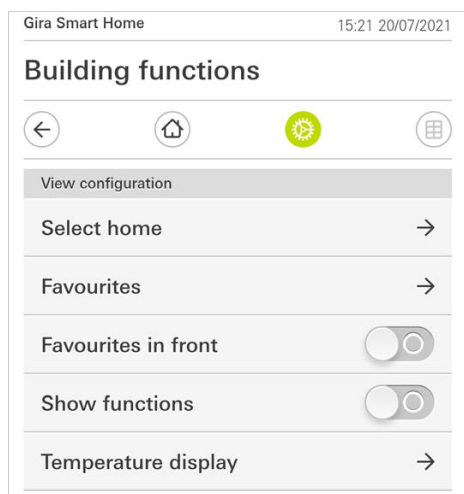 Gira Smart Home 15:21 20/07/2021
Building functions
View configuration
Select home
Favourites
Favourites in front
Show functions
Temperature display